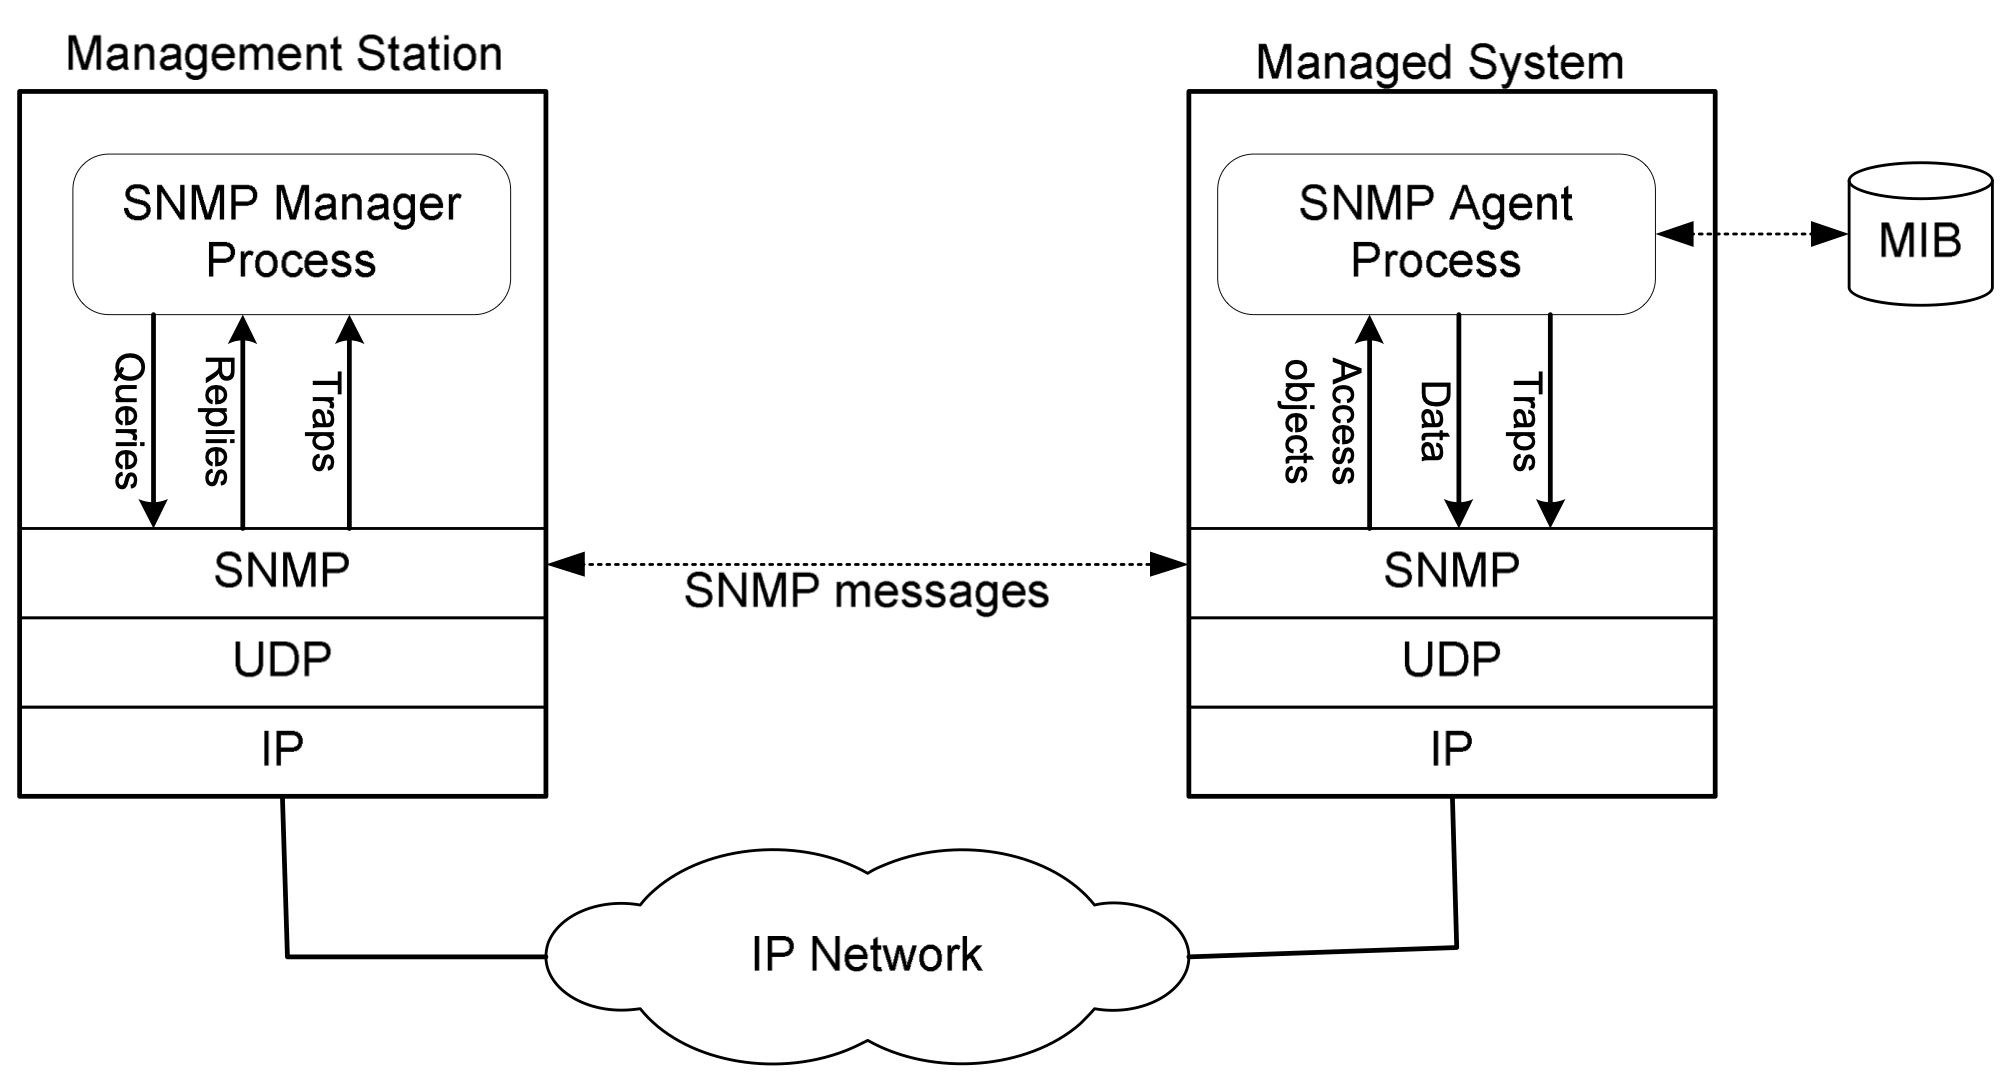 Management Station
SNMP Manager
Process
Queries
Replies
Traps
SNMP
UDP
IP
SNMP messages
Managed System
SNMP Agent
Process
MIB
Access
objects
Data
Traps
SNMP
UDP
IP
IP Network